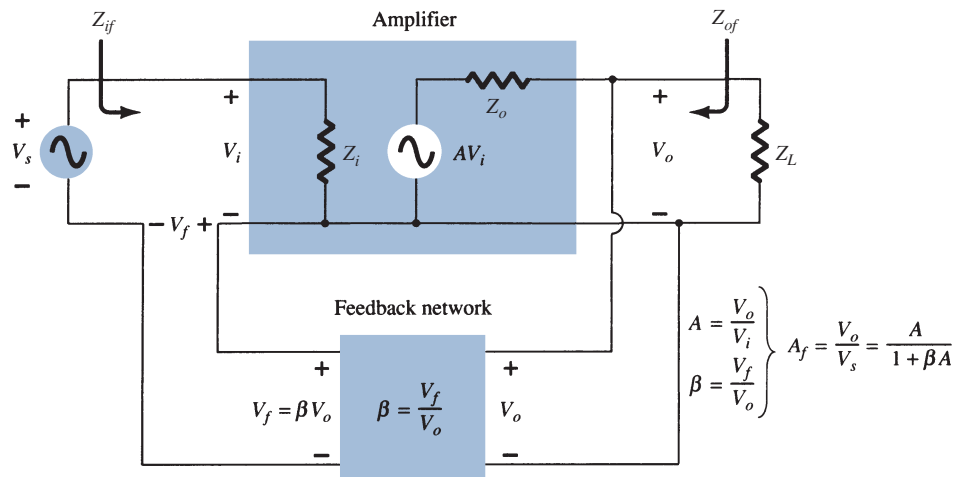 Amplifier
Z_if
Z_of
+
V_s
−
+
V_i
−
Z_i
AV_i
Z_o
+
V_o
−
Z_L
− V_f +
Feedback network
+
V_f = βV_o
−
β = V_f / V_o
+
V_o
−
A = V_o / V_i
β = V_f / V_o
A_f = V_o / V_s = A / (1 + βA)